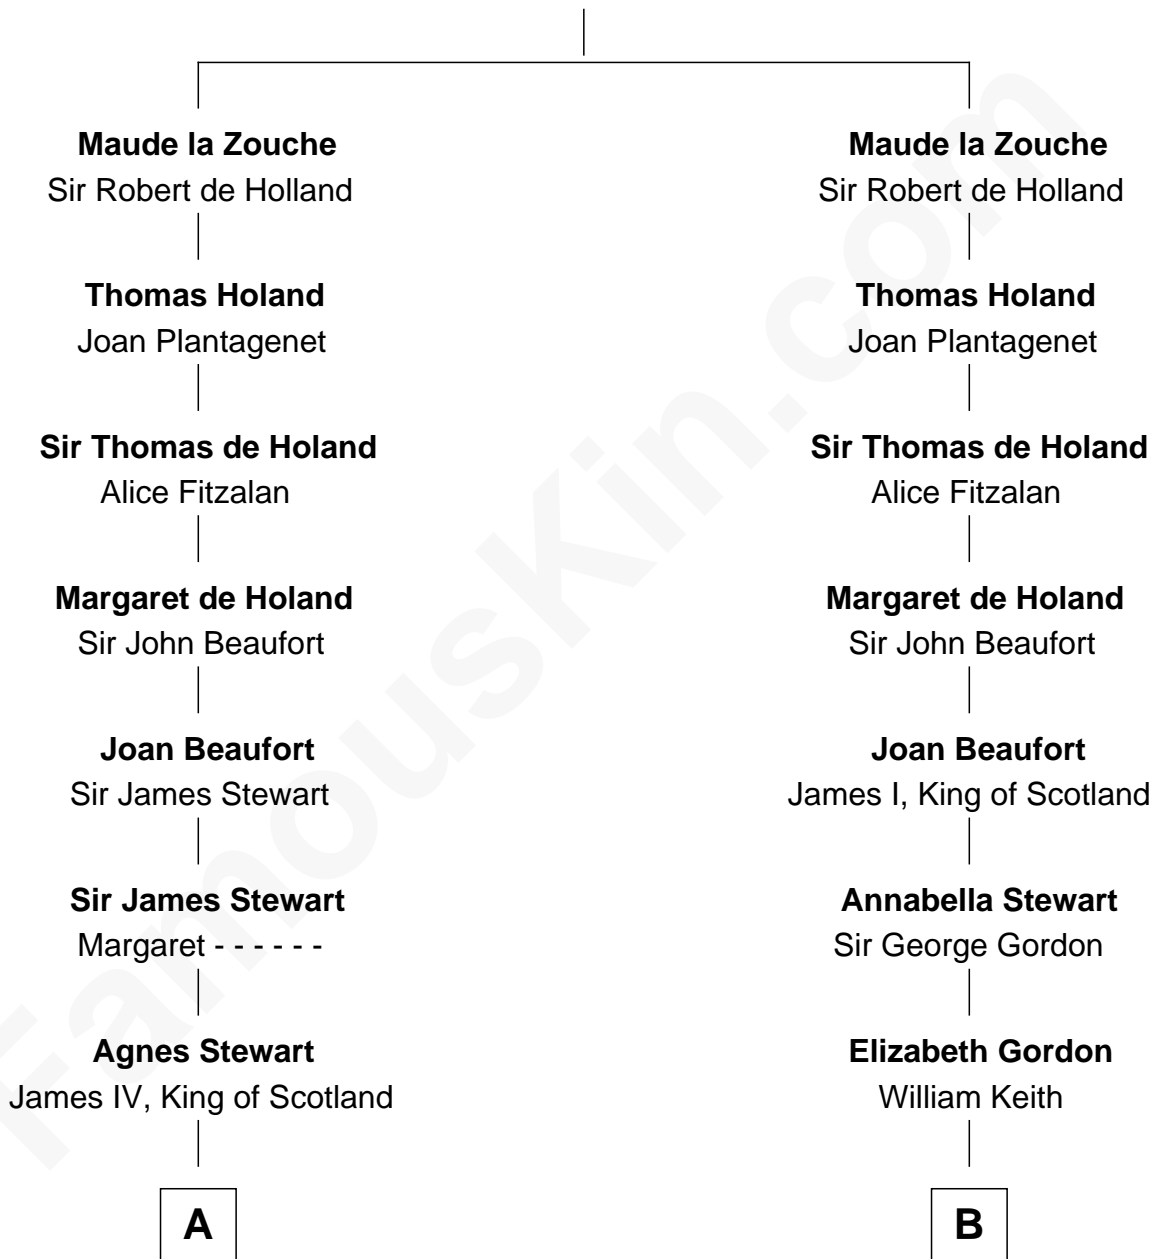 Maude la Zouche
Sir Robert de Holland
Thomas Holand
Joan Plantagenet
Sir Thomas de Holand
Alice Fitzalan
Margaret de Holand
Sir John Beaufort
Joan Beaufort
Sir James Stewart
Sir James Stewart
Margaret - - - - - -
Agnes Stewart
James IV, King of Scotland
A
Maude la Zouche
Sir Robert de Holland
Thomas Holand
Joan Plantagenet
Sir Thomas de Holand
Alice Fitzalan
Margaret de Holand
Sir John Beaufort
Joan Beaufort
James I, King of Scotland
Annabella Stewart
Sir George Gordon
Elizabeth Gordon
William Keith
B
FamousKin.com